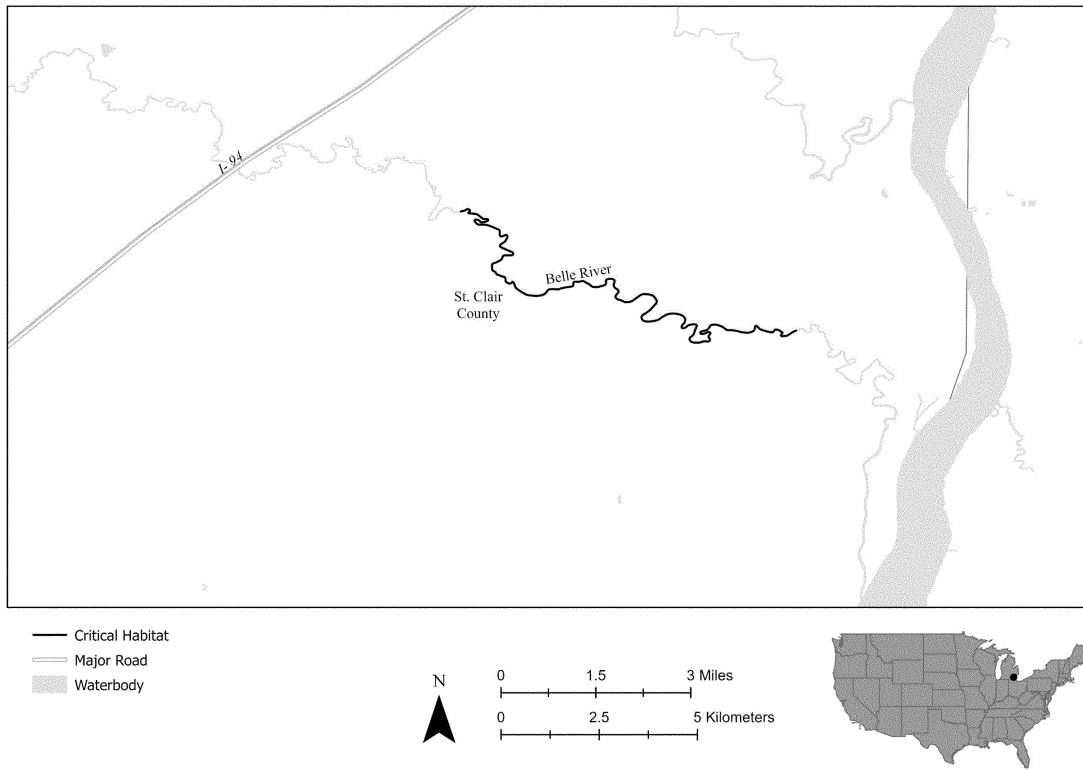 I- 94
Belle River
St. Clair
County
Critical Habitat
Major Road
Waterbody
N
0 1.5 3 Miles
0 2.5 5 Kilometers